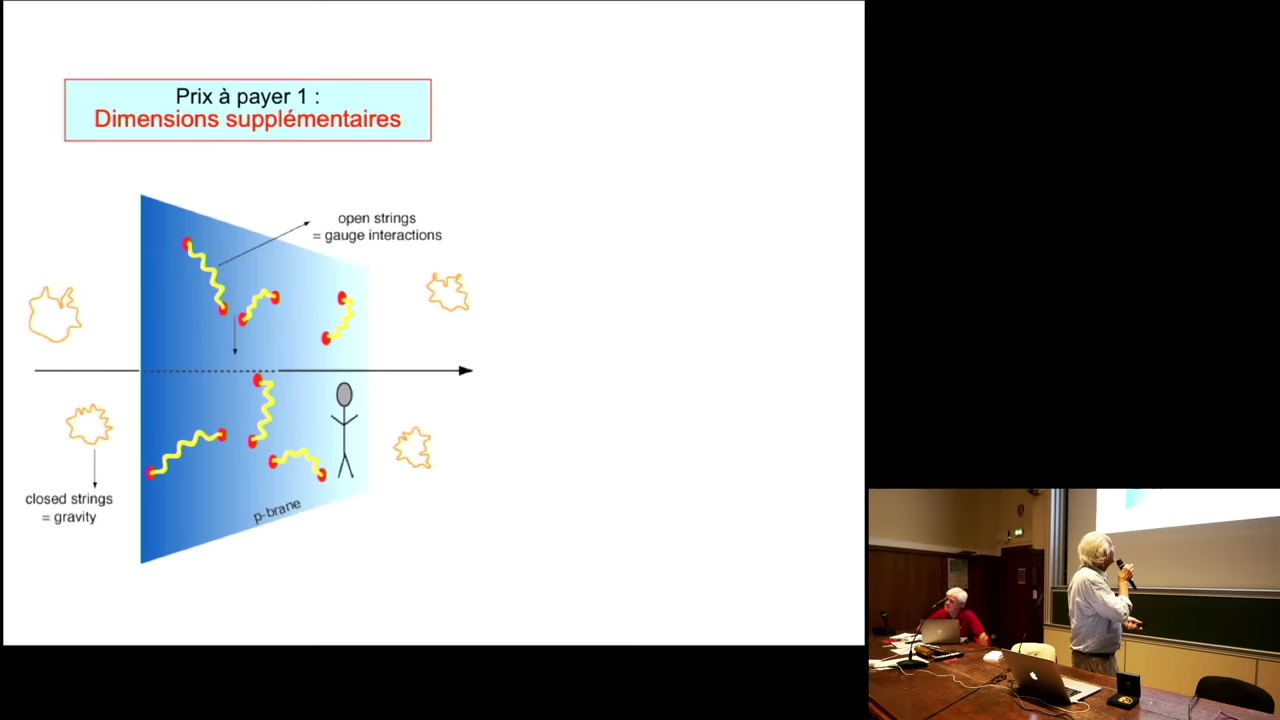 Prix à payer 1 :
Dimensions supplémentaires
open strings
= gauge interactions
closed strings
= gravity
p-brane